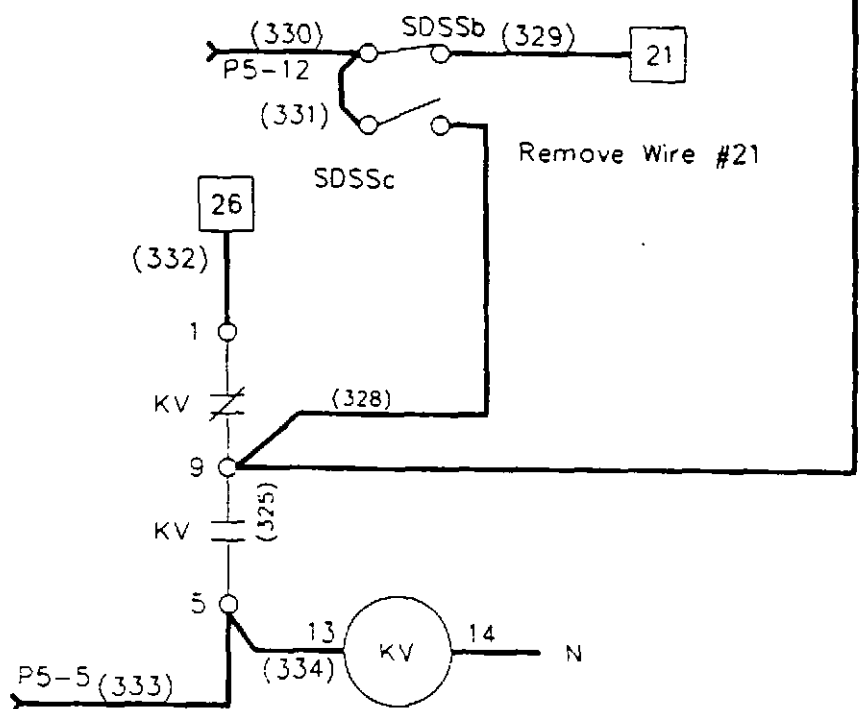 (330)
SDSSb
(329)
21
P5-12
(331)
Remove Wire #21
SDSSc
26
(332)
1
KV
(328)
9
KV
(325)
5
13
KV
14
N
(334)
P5-5
(333)